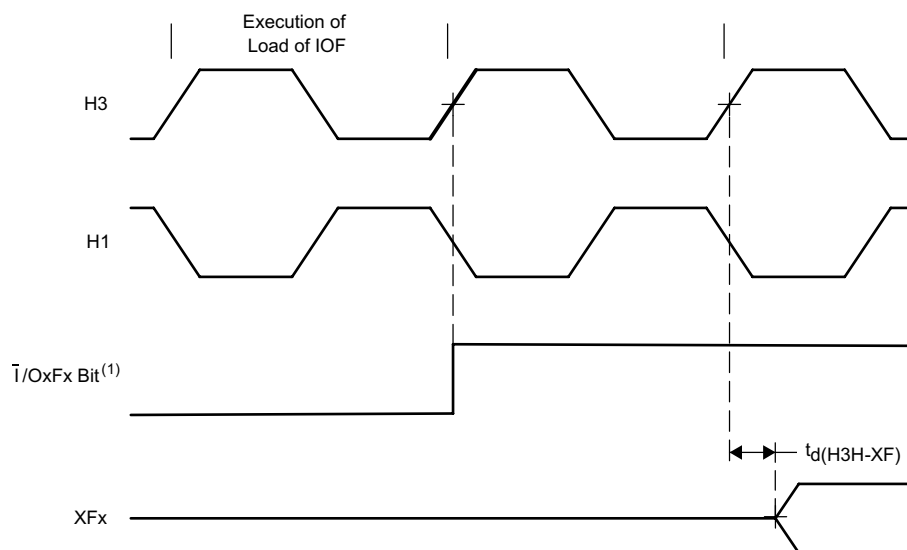 Execution of
Load of IOF
H3
H1
Ī/OxFx Bit(1)
td(H3H-XF)
XFx